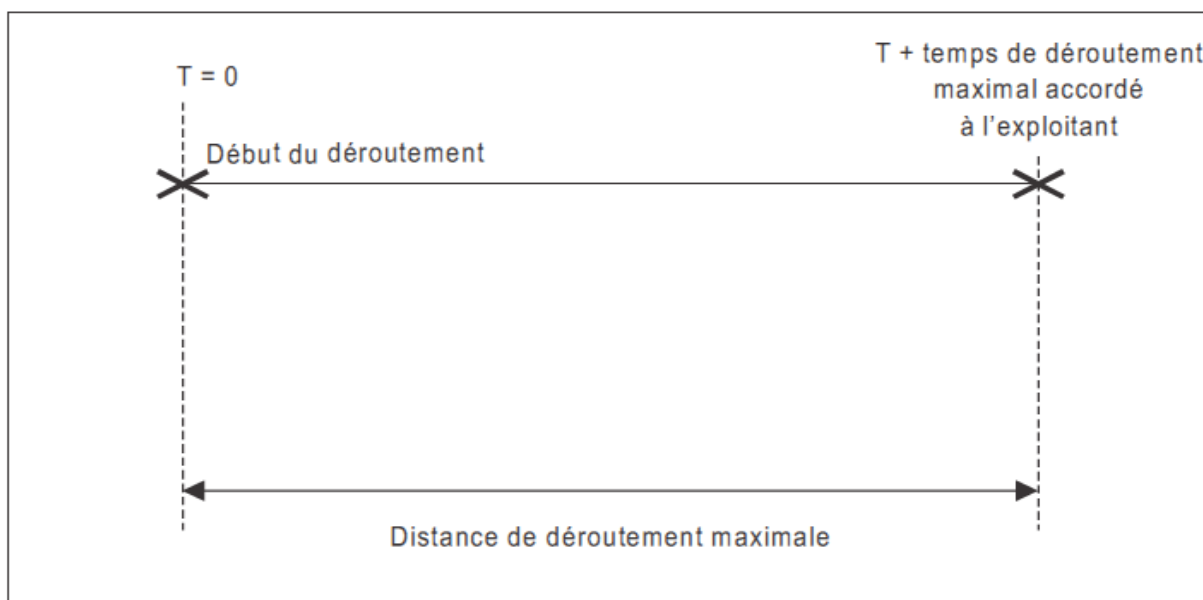 T = 0
T + temps de déroutement
maximal accordé
à l'exploitant
Début du déroutement
Distance de déroutement maximale